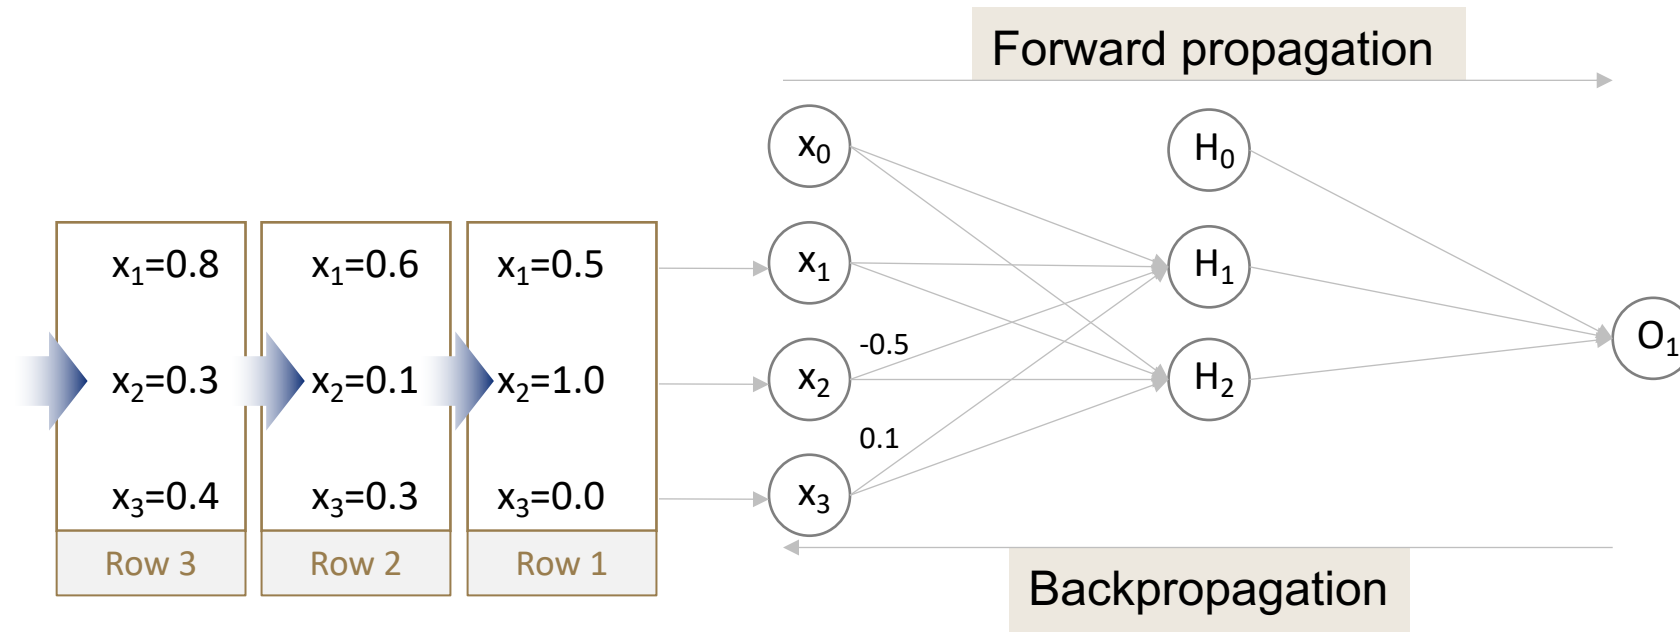 Forward propagation
x₀
H₀
x₁=0.8 x₁=0.6 x₁=0.5 x₁ H₁
O₁
-0.5
x₂=0.3 x₂=0.1 x₂=1.0 x₂ H₂
0.1
x₃=0.4 x₃=0.3 x₃=0.0 x₃
Row 3 Row 2 Row 1
Backpropagation